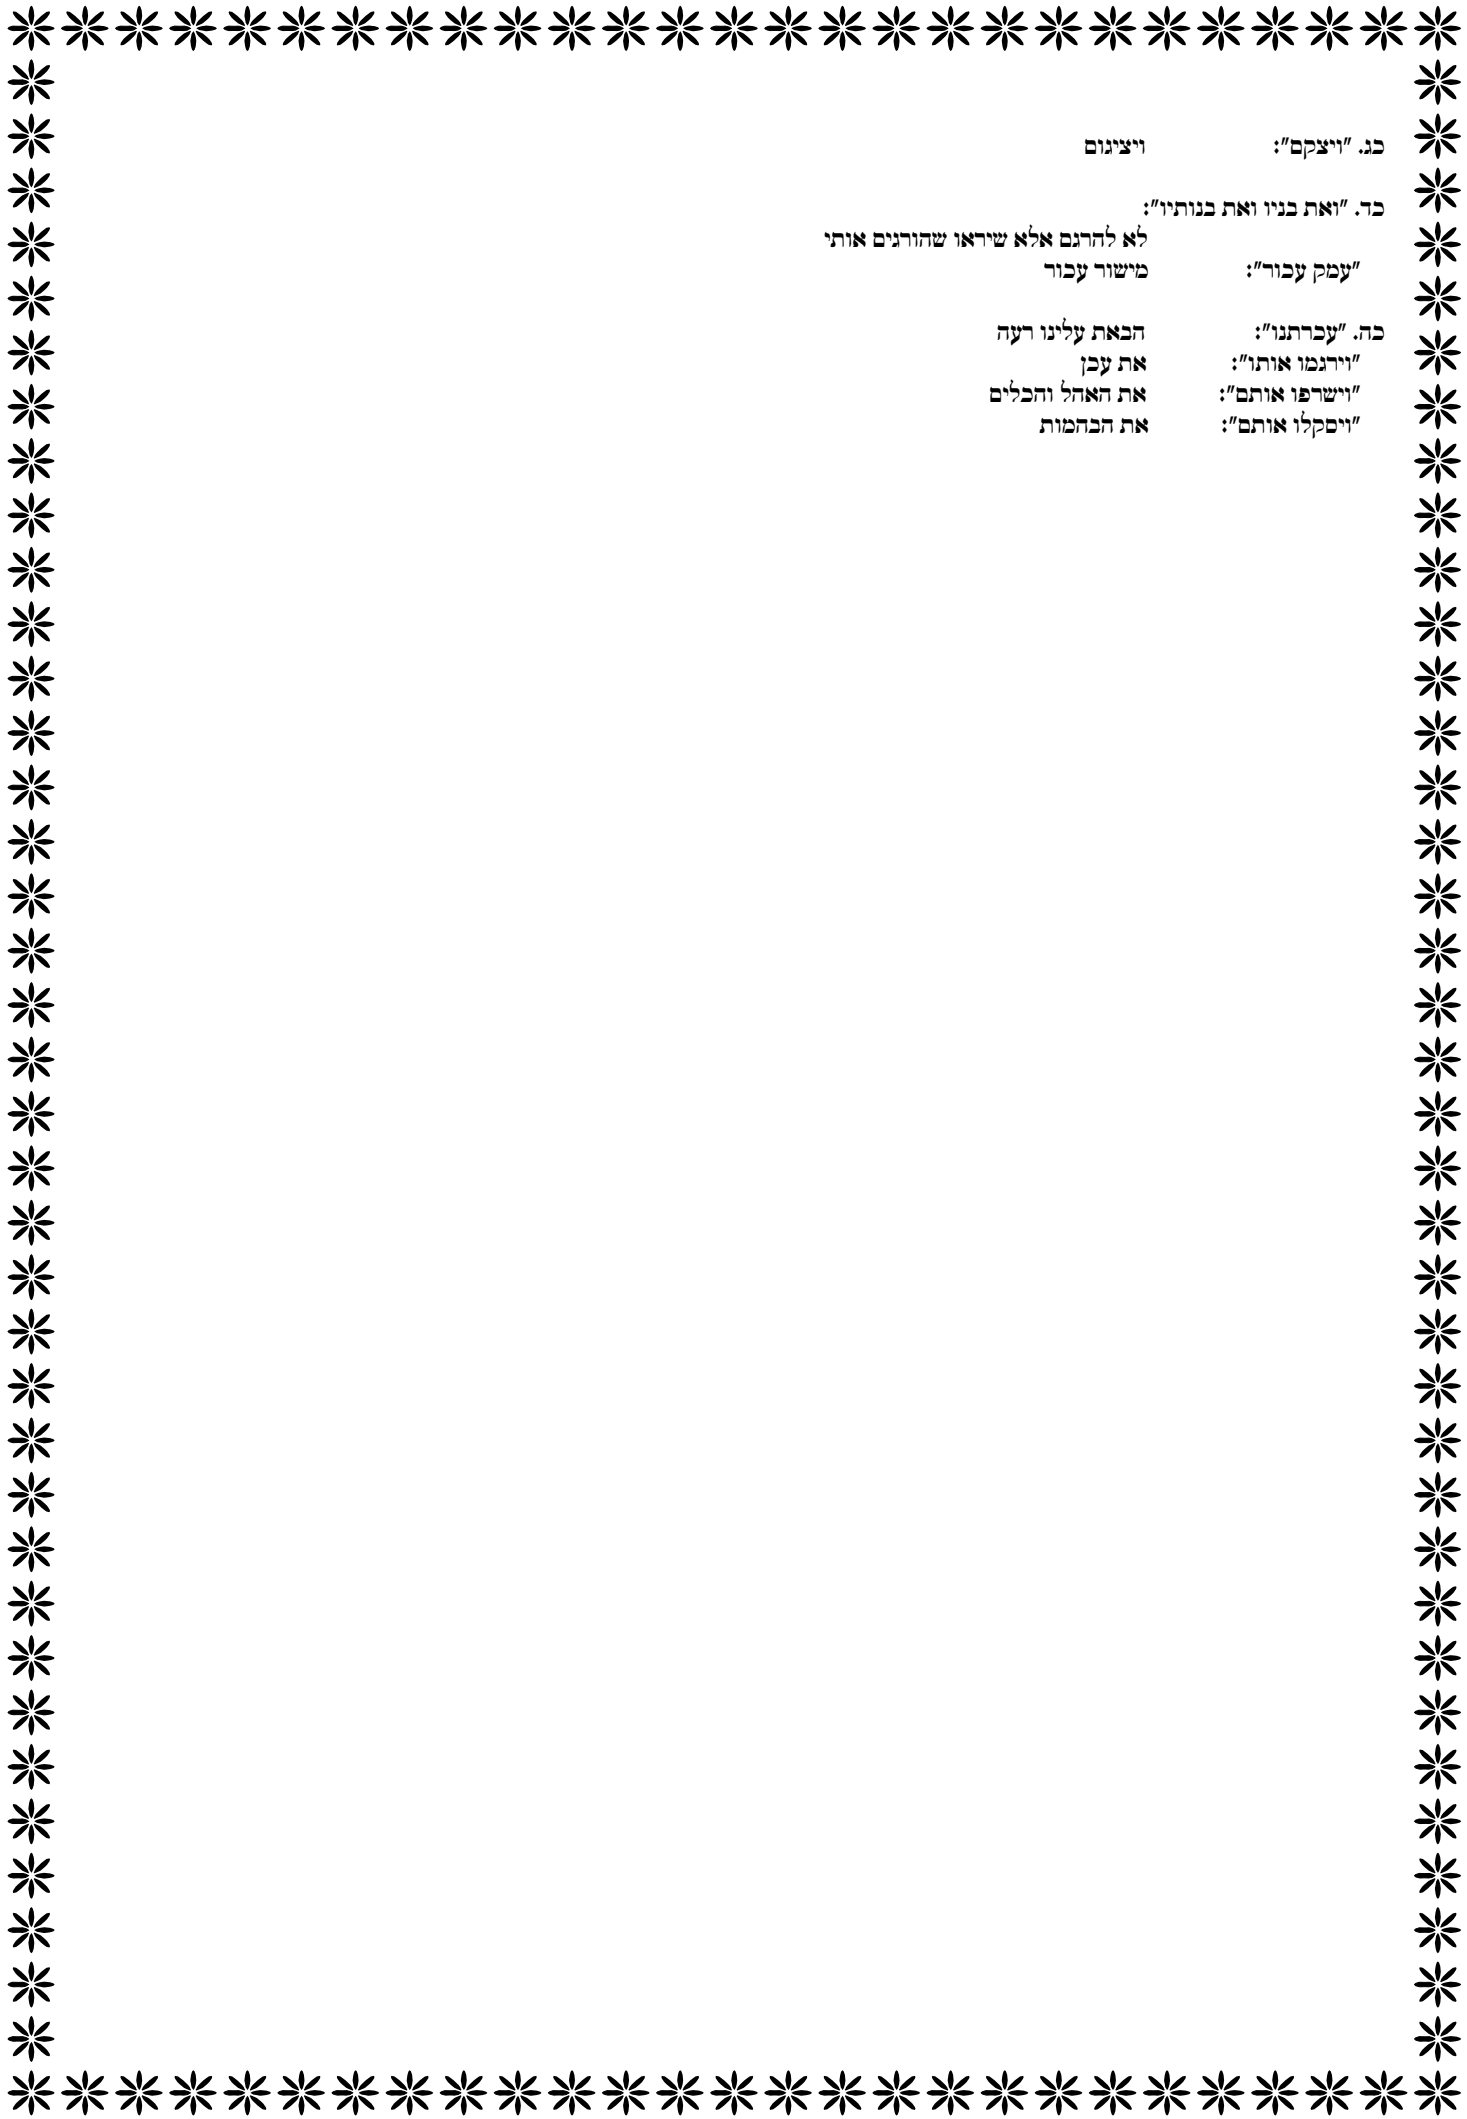 כג. "ויצקם": ויציגום
כד. "ואת בניו ואת בנותיו":
לא להרגם אלא שיראו שהורגים אותי
"עמק עכור": מישור עכור
כה. "עכרתנו": הבאת עלינו רעה
"וירגמו אותו": את עכן
"וישרפו אותם": את האהל והכלים
"ויסקלו אותם": את הבהמות